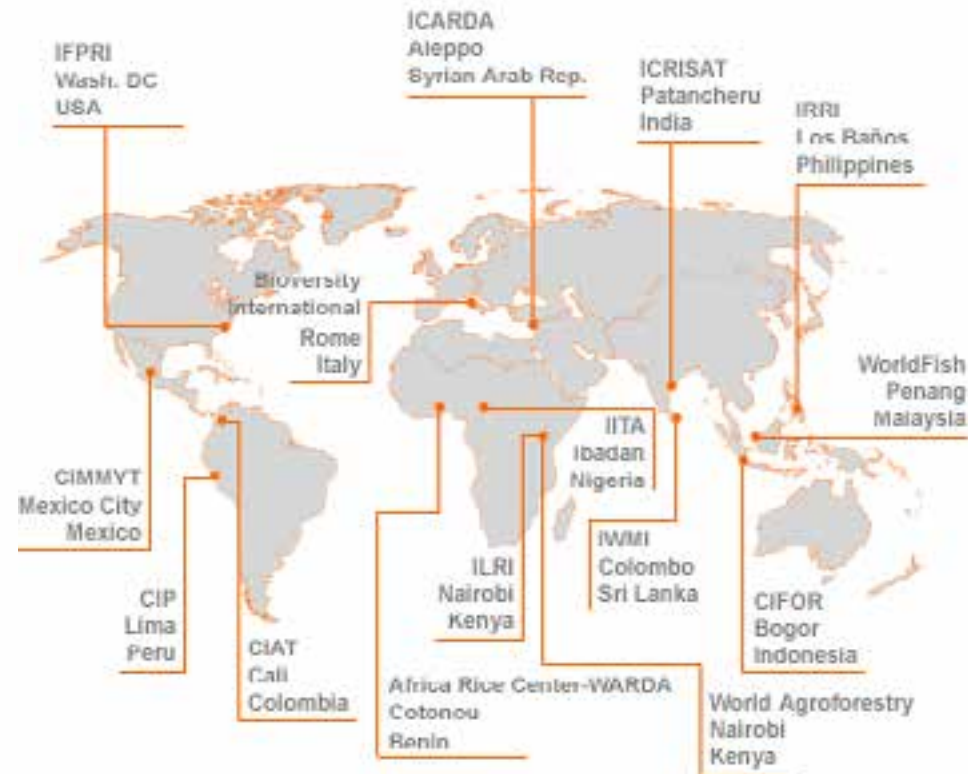 IFPRI
Wash. DC
USA
ICARDA
Aleppo
Syrian Arab Rep.
ICRISAT
Patancheru
India
IRRI
Los Baños
Philippines
Bioversity
International
Rome
Italy
WorldFish
Penang
Malaysia
IITA
Ibadan
Nigeria
CIMMYT
Mexico City
Mexico
ILRI
Nairobi
Kenya
IWMI
Colombo
Sri Lanka
CIP
Lima
Peru
CIAT
Cali
Colombia
CIFOR
Bogor
Indonesia
Africa Rice Center-WARDA
Cotonou
Benin
World Agroforestry
Nairobi
Kenya